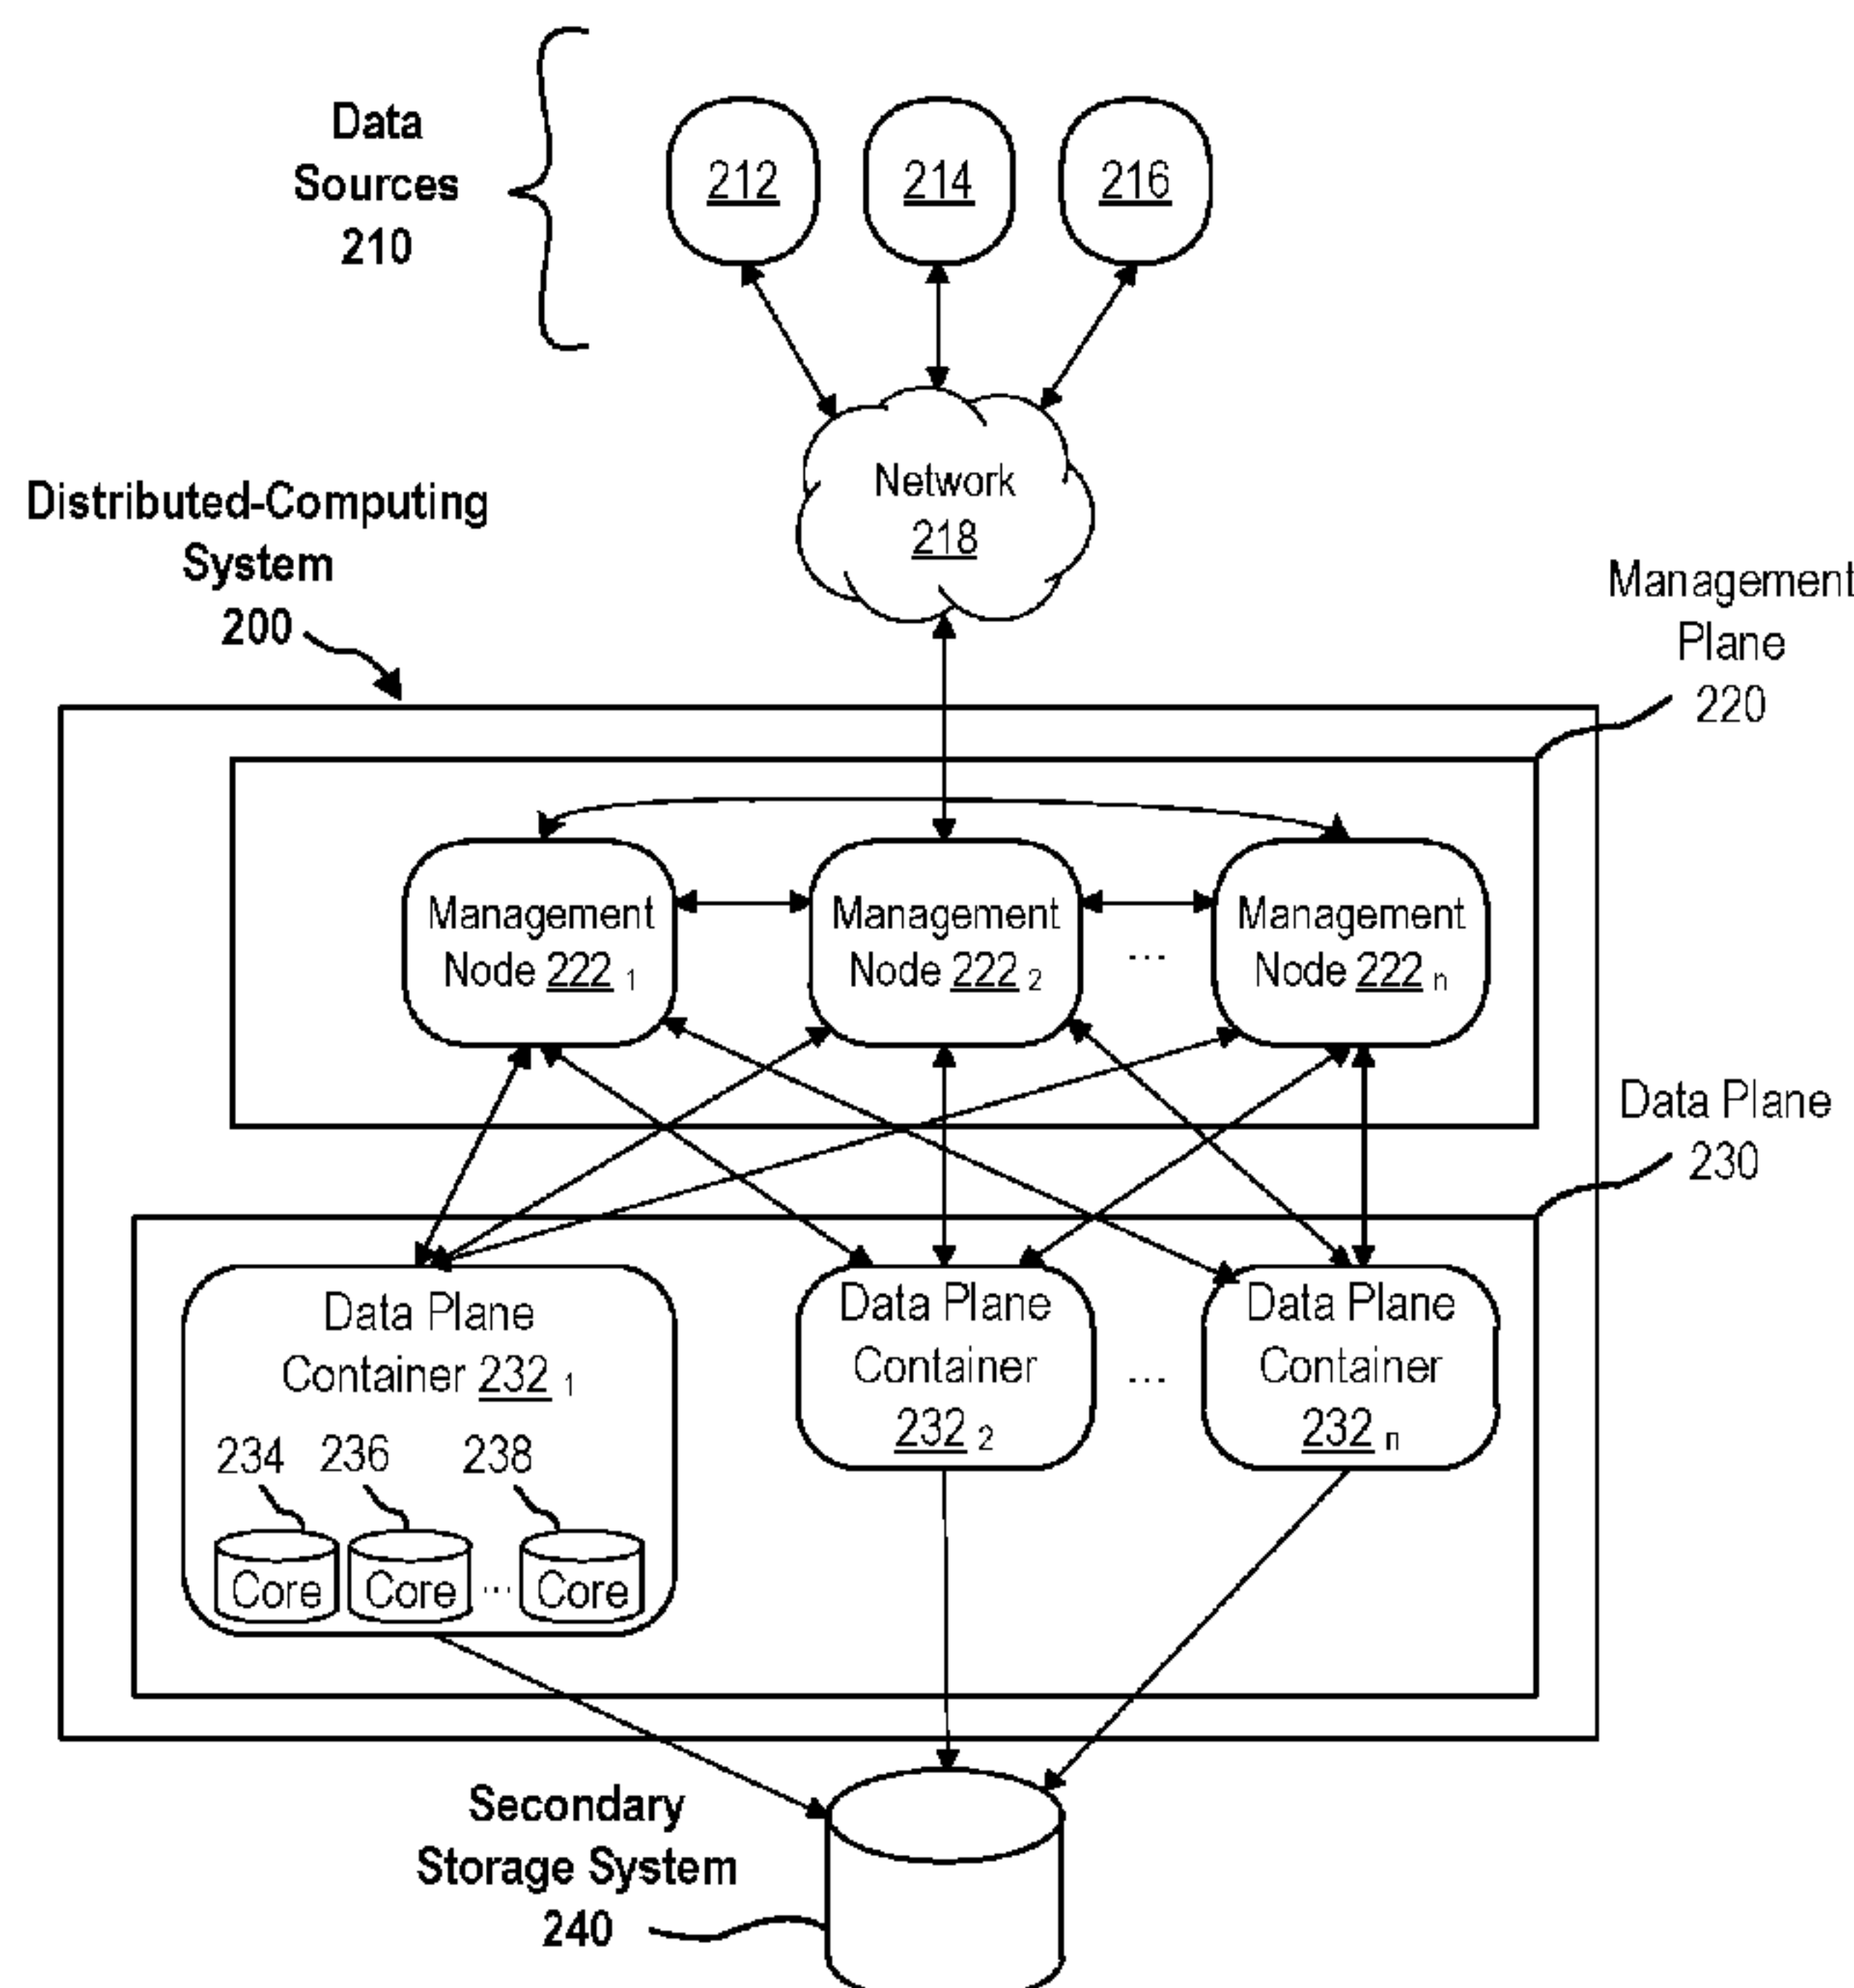 Data
Sources
210
212
214
216
Network
218
Distributed-Computing
System
200
Management
Plane
220
Management
Node 222 1
Management
Node 222 2
...
Management
Node 222 n
Data Plane
230
Data Plane
Container 232 1
234
236
238
Core
Core
...
Core
Data Plane
Container
232 2
...
Data Plane
Container
232 n
Secondary
Storage System
240